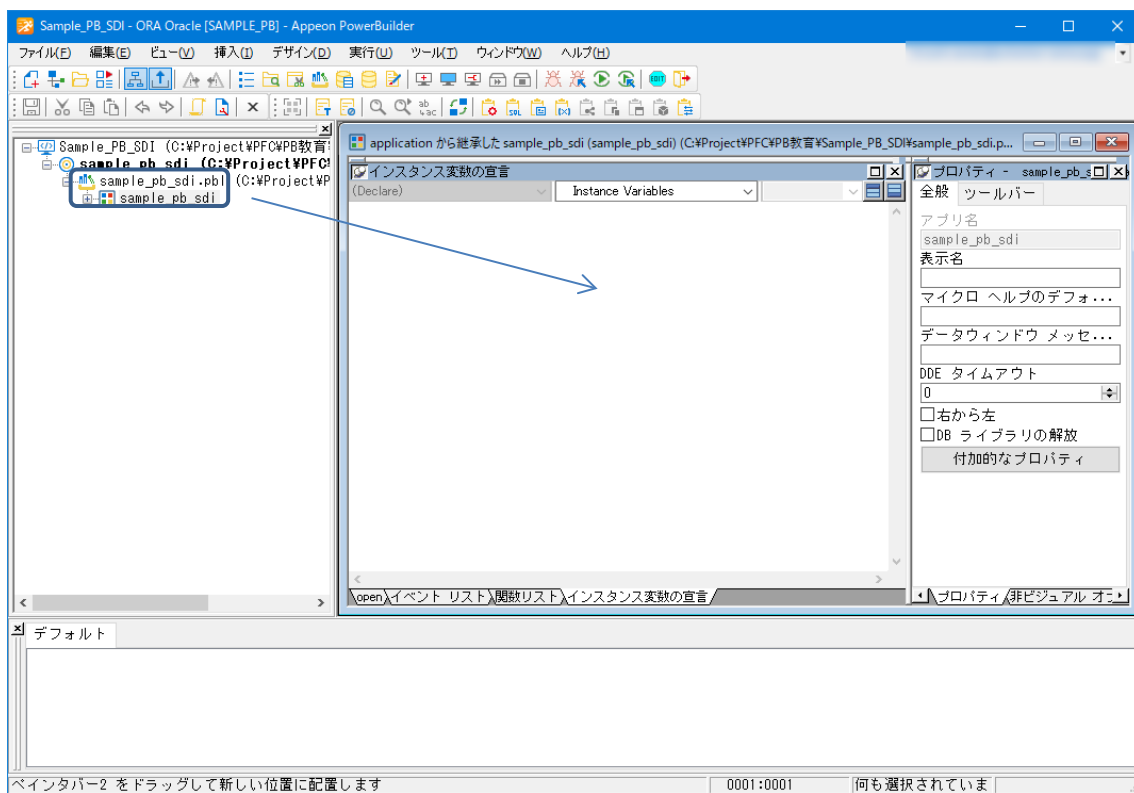 Sample_PB_SDI - ORA Oracle [SAMPLE_PB] - Appeon PowerBuilder
ファイル(F) 編集(E) ビュー(V) 挿入(I) デザイン(D) 実行(U) ツール(T) ウィンドウ(W) ヘルプ(H)
Sample_PB_SDI (C:¥Project¥PFC¥PB教育
sample_pb_sdi (C:¥Project¥PFC
sample_pb_sdi.pbl (C:¥Project¥P
sample_pb_sdi
application から継承した sample_pb_sdi (sample_pb_sdi) (C:¥Project¥PFC¥PB教育¥Sample_PB_SDI¥sample_pb_sdi.p...
インスタンス変数の宣言
(Declare) Instance Variables
open イベント リスト 関数リスト インスタンス変数の宣言
プロパティ - sample_pb_s
全般 ツールバー
アプリ名
sample_pb_sdi
表示名
マイクロ ヘルプのデフォ...
データウィンドウ メッセ...
DDE タイムアウト
0
右から左
DB ライブラリの解放
付加的なプロパティ
プロパティ 非ビジュアル オブ
デフォルト
ペインタバー2 をドラッグして新しい位置に配置します 0001:0001 何も選択されていま